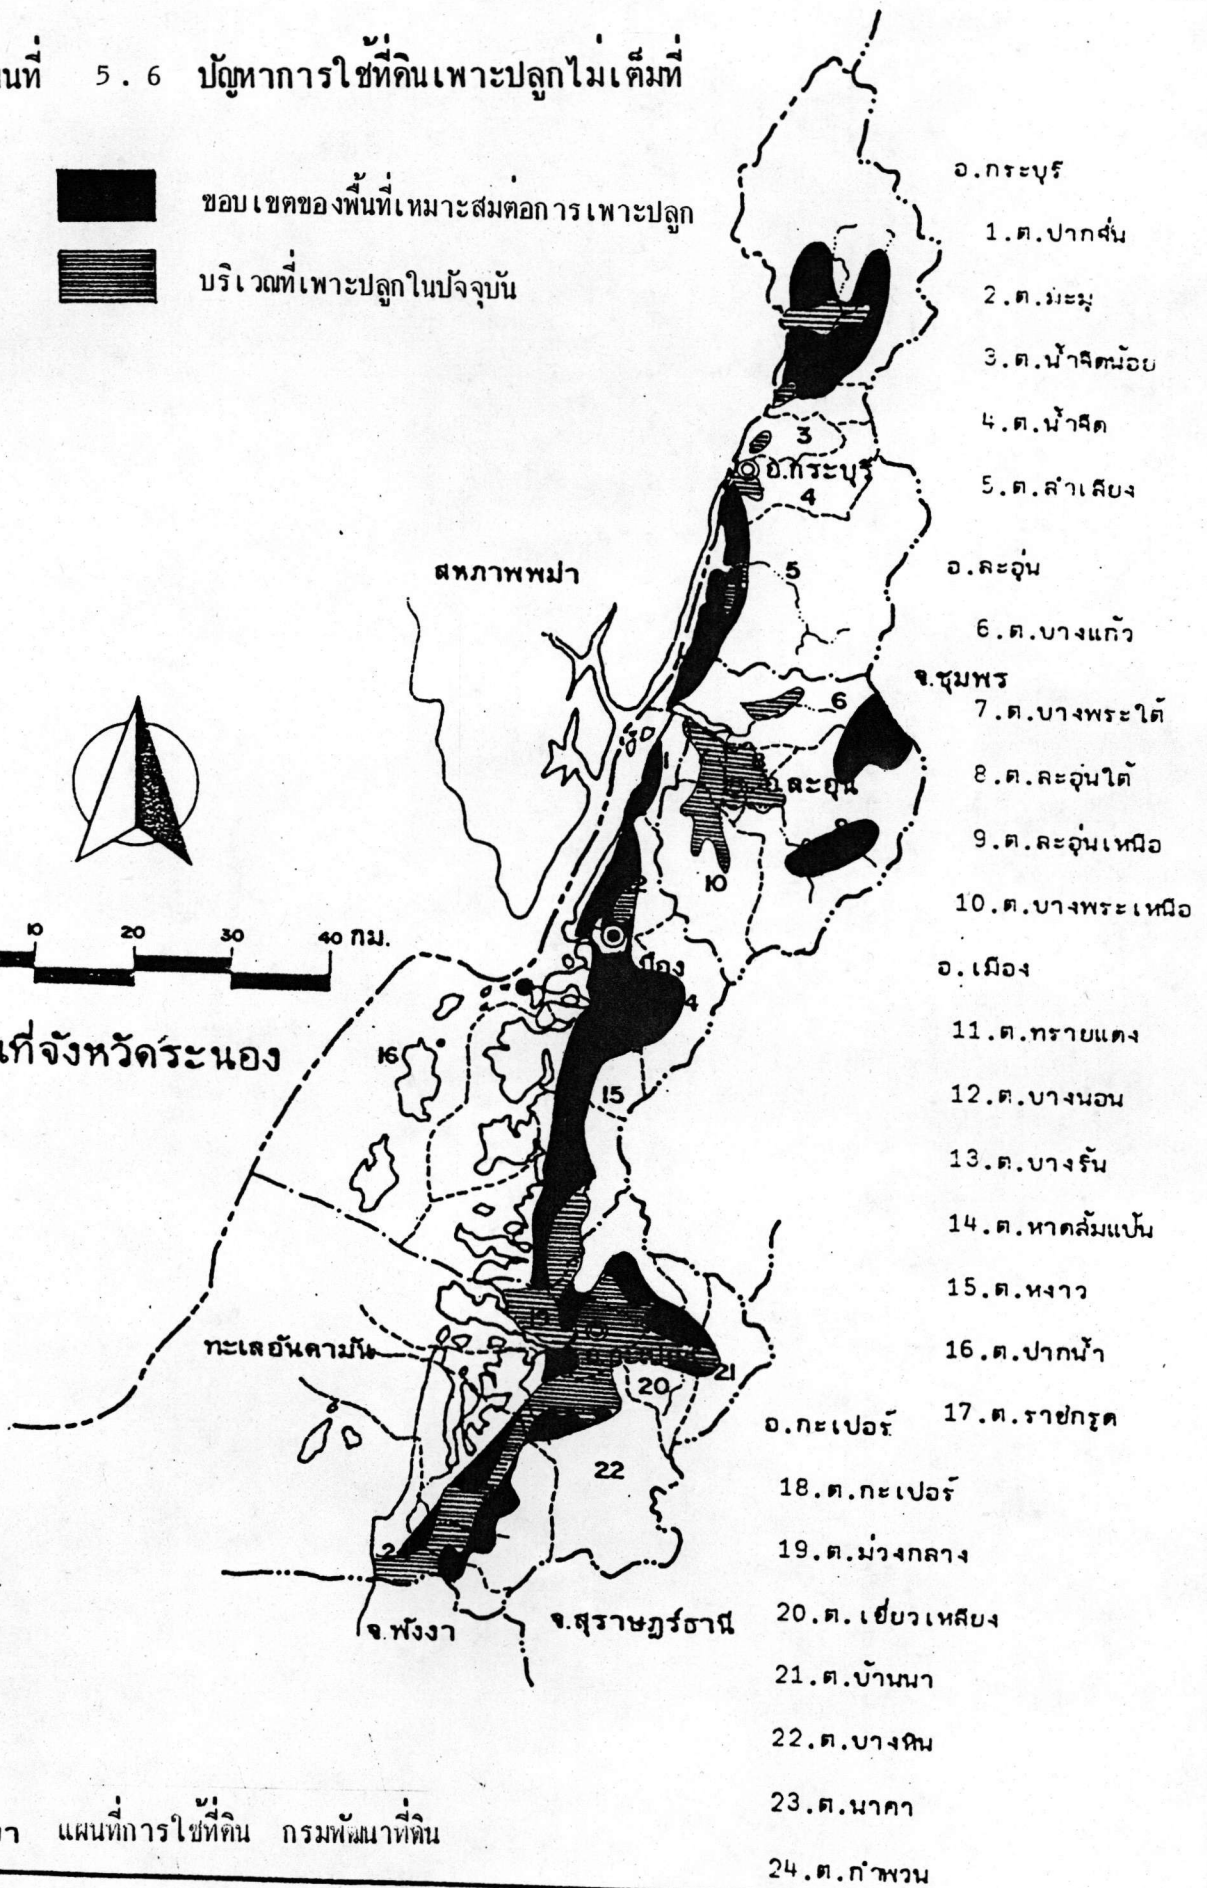 นที่ 5.6 ปัญหาการใช้ที่ดินเพาะปลูกไม่เต็มที่
ขอบเขตของพื้นที่เหมาะสมต่อการเพาะปลูก
บริเวณที่เพาะปลูกในปัจจุบัน
อ.กระบุรี
1.ต.ปากจั่น
2.ต.มะมุ
3.ต.น้ำจืดน้อย
4.ต.น้ำจืด
5.ต.ลำเลียง
อ.ละอุ่น
6.ต.บางแก้ว
จ.ชุมพร
7.ต.บางพระใต้
8.ต.ละอุ่นใต้
9.ต.ละอุ่นเหนือ
10.ต.บางพระเหนือ
อ.เมือง
11.ต.ทรายแดง
12.ต.บางนอน
13.ต.บางริ้น
14.ต.หาดส้มแป้น
15.ต.หงาว
16.ต.ปากน้ำ
17.ต.ราชกรูด
อ.กะเปอร์
18.ต.กะเปอร์
19.ต.ม่วงกลาง
20.ต.เชี่ยวเหลียง
21.ต.บ้านนา
22.ต.บางหิน
23.ต.นาคา
24.ต.กำพวน
3
อ.กระบุรี
4
5
สหภาพพม่า
6
อ.ละอุ่น
10
10 20 30 40 กม.
มือง
4
ที่จังหวัดระนอง
16
15
19
ทะเลอันดามัน
21
20
22
จ.พังงา
จ.สุราษฎร์ธานี
แผนที่การใช้ที่ดิน กรมพัฒนาที่ดิน